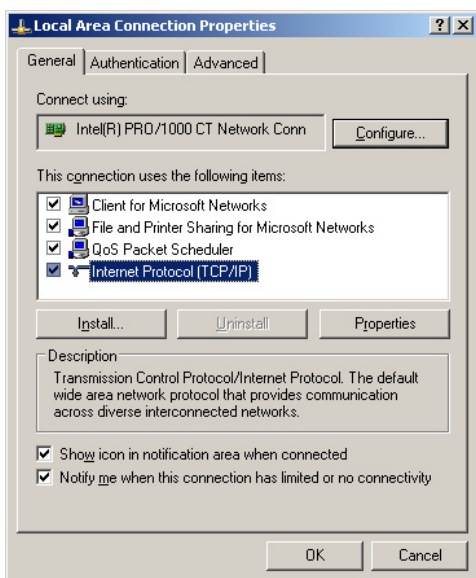 Local Area Connection Properties
General Authentication Advanced
Connect using:
Intel(R) PRO/1000 CT Network Conn Configure...
This connection uses the following items:
Client for Microsoft Networks
File and Printer Sharing for Microsoft Networks
QoS Packet Scheduler
Internet Protocol (TCP/IP)
Install... Uninstall Properties
Description
Transmission Control Protocol/Internet Protocol. The default
wide area network protocol that provides communication
across diverse interconnected networks.
Show icon in notification area when connected
Notify me when this connection has limited or no connectivity
OK Cancel